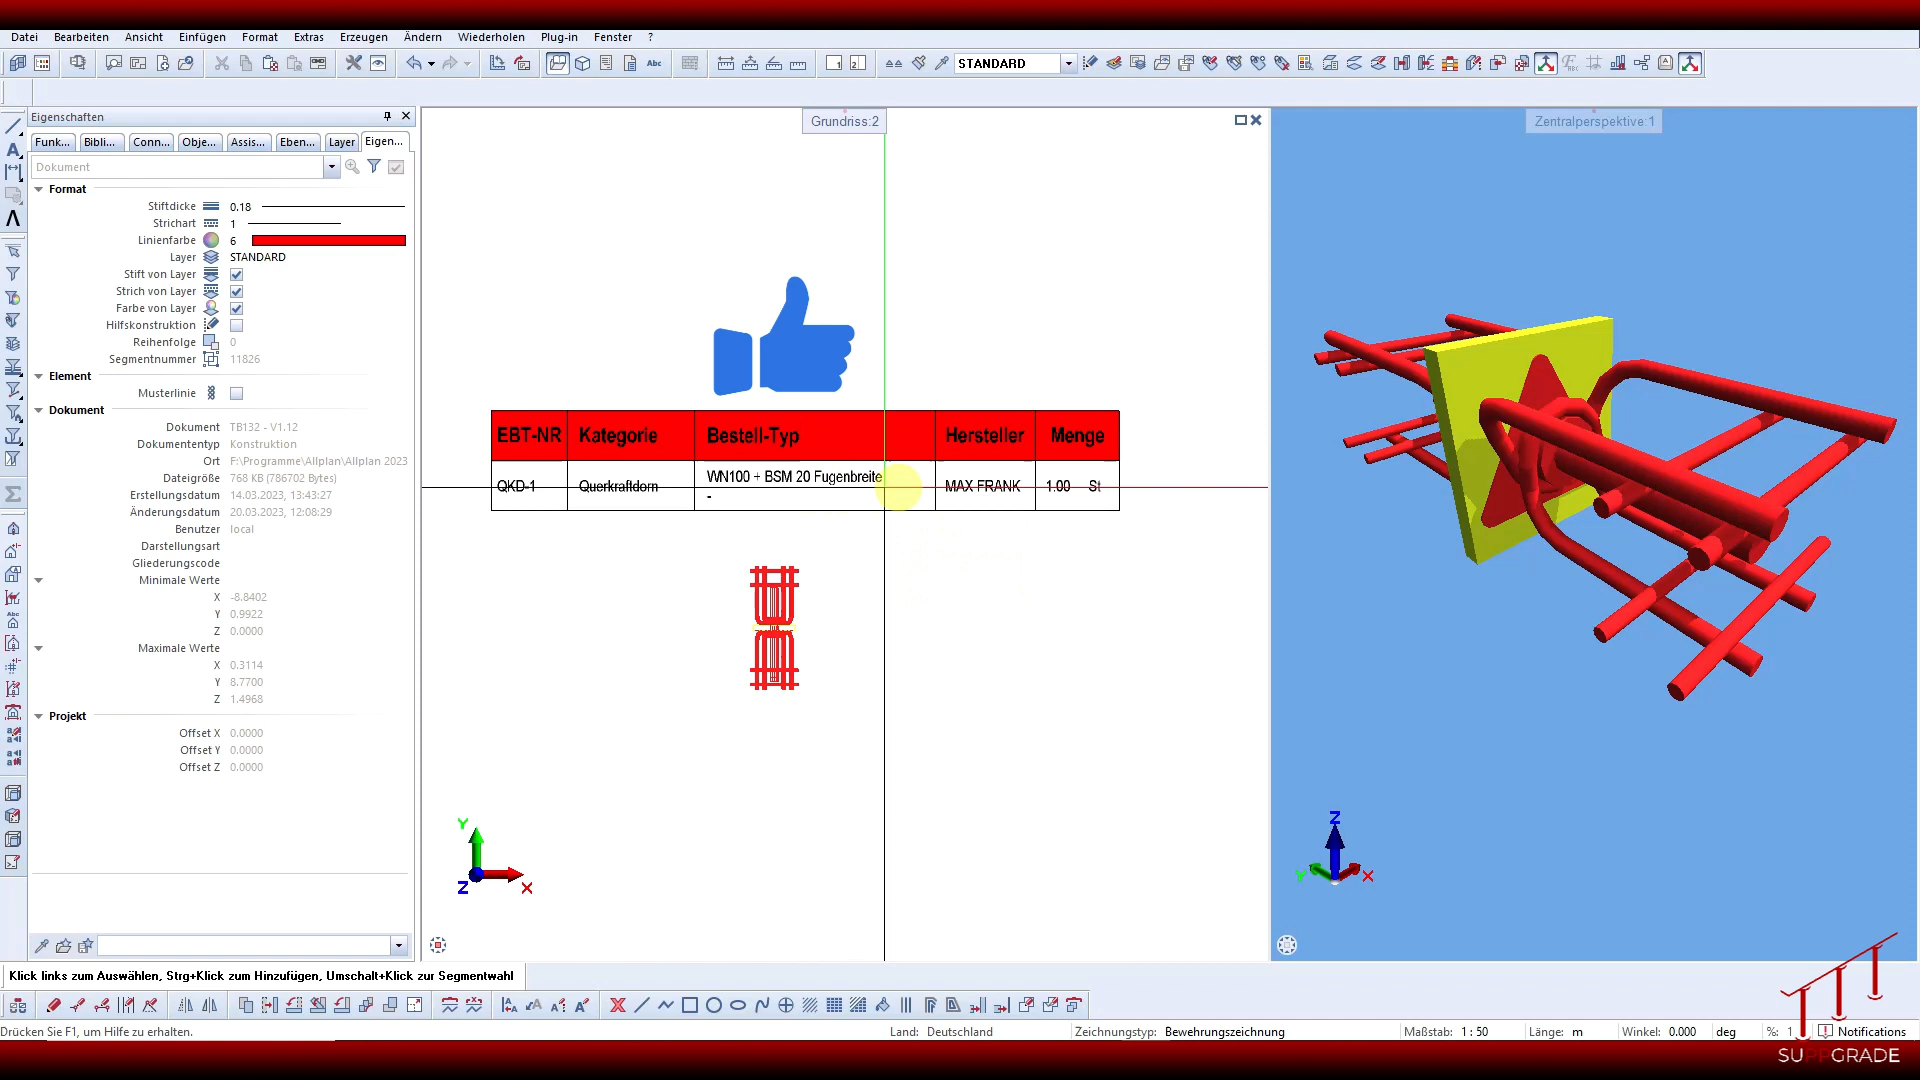 Datei Bearbeiten Ansicht Einfügen Format Extras Erzeugen Ändern Wiederholen Plug-in Fenster ?
Abc 1 2 STANDARD
Eigenschaften
Funk... Bibli... Conn... Obje... Assis... Eben... Layer Eigen...
Dokument
Format
Stiftdicke 0.18
Strichart 1
Linienfarbe 6
Layer STANDARD
Stift von Layer
Strich von Layer
Farbe von Layer
Hilfskonstruktion
Reihenfolge 0
Segmentnummer 11826
Element
Musterlinie
Dokument
Dokument TB132 - V1.12
Dokumententyp Konstruktion
Ort F:\Programme\Allplan\Allplan 2023
Dateigröße 768 KB (786702 Bytes)
Erstellungsdatum 14.03.2023, 13:43:27
Änderungsdatum 20.03.2023, 12:08:29
Benutzer local
Darstellungsart
Gliederungscode
Minimale Werte
X -8.8402
Y 0.9922
Z 0.0000
Maximale Werte
X 0.3114
Y 8.7700
Z 1.4968
Projekt
Offset X 0.0000
Offset Y 0.0000
Offset Z 0.0000
Grundriss:2
EBT-NR Kategorie Bestell-Typ Hersteller Menge
QKD-1 Querkraftdorn WN100 + BSM 20 Fugenbreite MAX FRANK 1.00 St
-
Y
Z X
Zentralperspektive:1
Z
Y X
Klick links zum Auswählen, Strg+Klick zum Hinzufügen, Umschalt+Klick zur Segmentwahl
Drücken Sie F1, um Hilfe zu erhalten. Land: Deutschland Zeichnungstyp: Bewehrungszeichnung Maßstab: 1 : 50 Länge: m Winkel: 0.000 deg %: 1 Notifications
SUPPGRADE